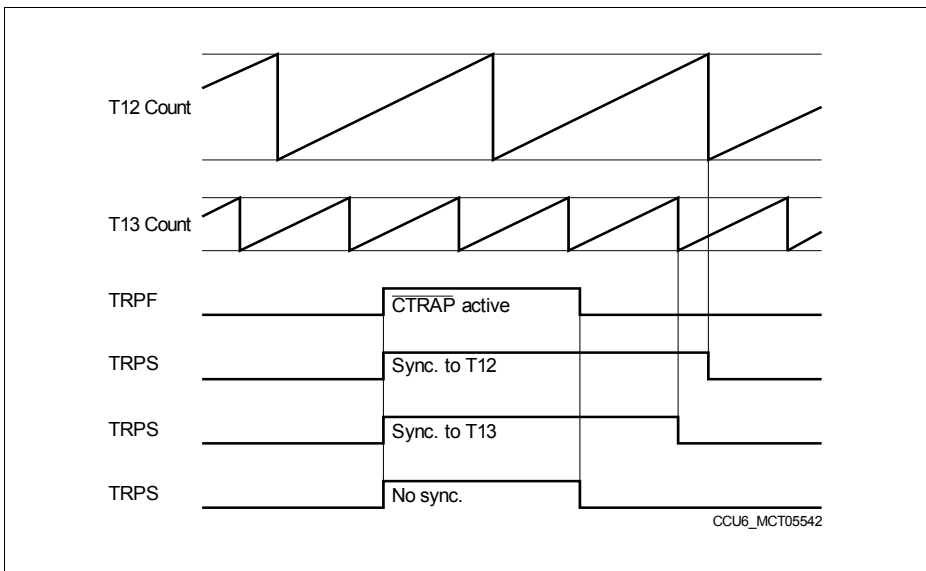 T12 Count
T13 Count
TRPF
CTRAP active
TRPS
Sync. to T12
TRPS
Sync. to T13
TRPS
No sync.
CCU6_MCT05542